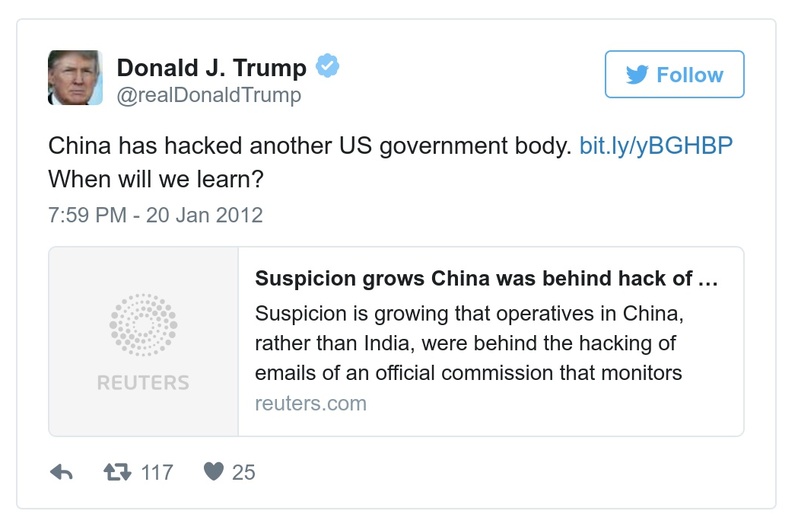 Donald J. Trump
@realDonaldTrump
Follow
China has hacked another US government body. bit.ly/yBGHBP
When will we learn?
7:59 PM - 20 Jan 2012
REUTERS
Suspicion grows China was behind hack of …
Suspicion is growing that operatives in China,
rather than India, were behind the hacking of
emails of an official commission that monitors
reuters.com
117
25